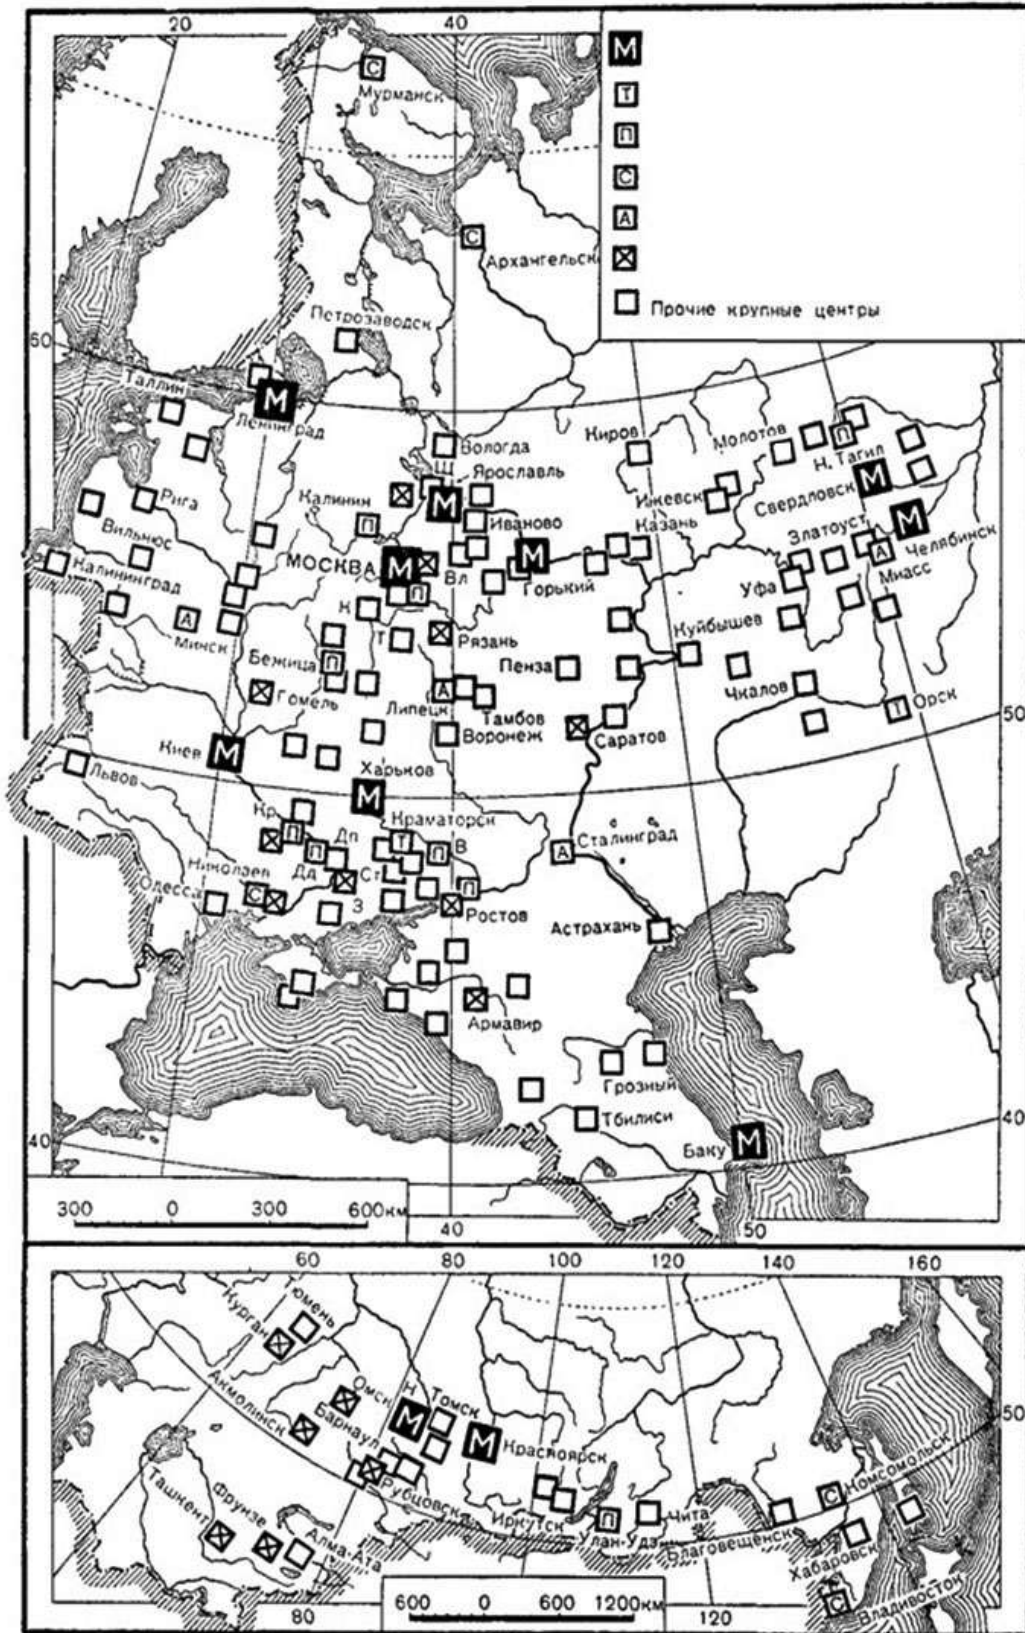 20
40
М
Т
П
С
А
Прочие крупные центры
С
Мурманск
С
Архангельск
Петрозаводск
60
Таллин
М
Ленинград
Вологда
Киров
Молотов
П
Н. Тагил
Щ
Ярославль
М
Свердловск
М
Калинин
Рига
П
Иваново
Ижевск
Казань
Златоуст
М
Челябинск
Вильнюс
МОСКВА
М
Вл
М
Горький
А
Миасс
Калининград
П
Уфа
К
А
Минск
Т
Рязань
Куйбышев
Бежица
П
Пенза
Гомель
Липецк
А
Чкалов
Т
Орск
50
Тамбов
Воронеж
Саратов
Киев
М
Харьков
50
Львов
М
Краматорск
Кр
П
Дп
Т
П
В
Сталинград
П
А
Дд
Ст
Николаев
С
П
Одесса
З
Ростов
Астрахань
Армавир
Грозный
Тбилиси
40
40
Баку
М
300 0 300 600км
40
50
60 80 100 120 140 160
Тюмень
Курган
Омск
Н
Томск
М
М
Красноярск
50
Акмолинск
Барнаул
Рубцовск
Комсомольск
С
Ташкент
Фрунзе
Алма-Ата
Иркутск
П
Улан-Удэ
Чита
Благовещенск
Хабаровск
С
Владивосток
80
600 0 600 1200км
120